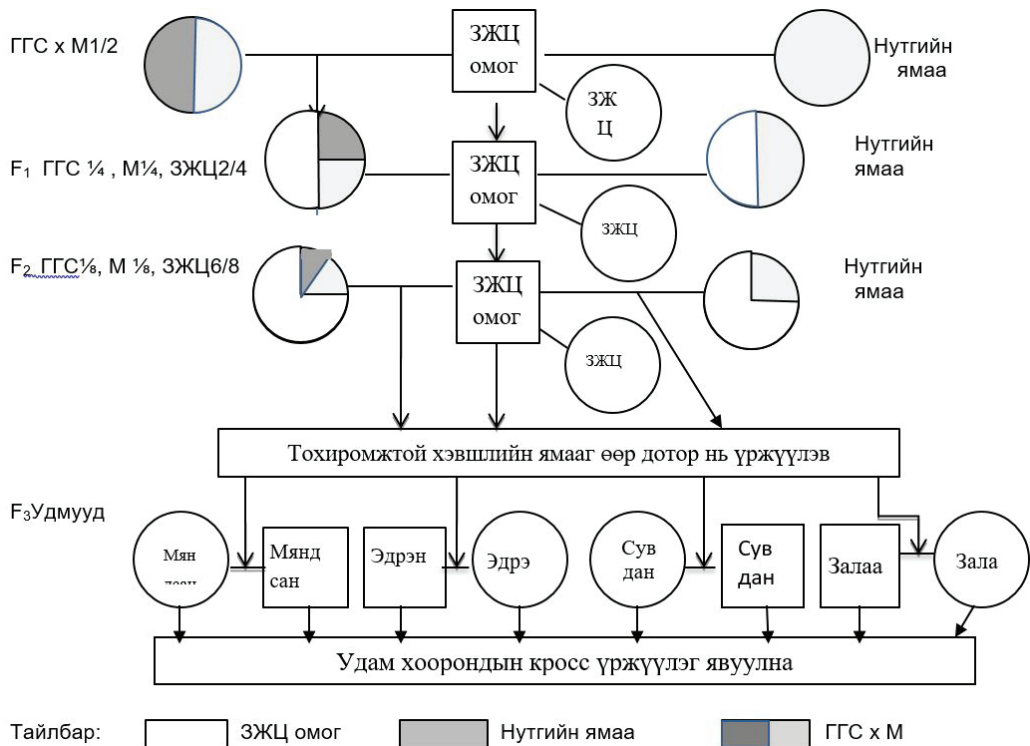 ГГС х М1/2
ЗЖЦ
омог
Нутгийн
ямаа
ЗЖ
Ц
F₁ ГГС ¼ , М¼, ЗЖЦ2/4
ЗЖЦ
омог
Нутгийн
ямаа
ЗЖЦ
F₂ ГГС⅛, М ⅛, ЗЖЦ6/8
ЗЖЦ
омог
Нутгийн
ямаа
ЗЖЦ
Тохиромжтой хэвшлийн ямааг өөр дотор нь үржүүлэв
F₃Удмууд
Мян
Мянд
сан
Эдрэн
Эдрэ
Сув
дан
Сув
дан
Залаа
Зала
Удам хоорондын кросс үржүүлэг явуулна
Тайлбар: ЗЖЦ омог Нутгийн ямаа ГГС х М